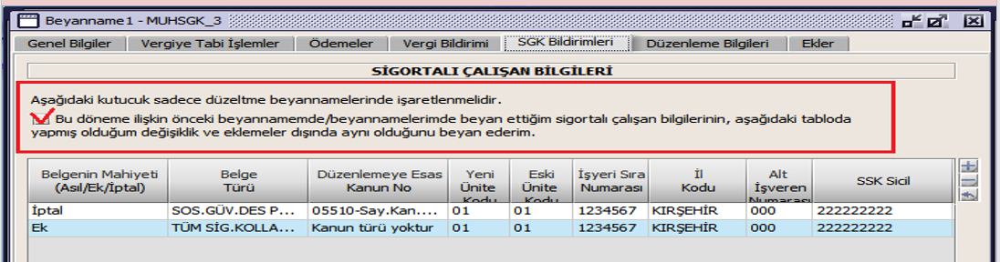 Beyanname1 - MUHSGK_3
Genel Bilgiler Vergiye Tabi İşlemler Ödemeler Vergi Bildirimi SGK Bildirimleri Düzenleme Bilgileri Ekler
SİGORTALI ÇALIŞAN BİLGİLERİ
Aşağıdaki kutucuk sadece düzeltme beyannamelerinde işaretlenmelidir.
Bu döneme ilişkin önceki beyannamemde/beyannamelerimde beyan ettiğim sigortalı çalışan bilgilerinin, aşağıdaki tabloda
yapmış olduğum değişiklik ve eklemeler dışında aynı olduğunu beyan ederim.
Belgenin Mahiyeti (Asıl/Ek/İptal) Belge Türü Düzenlemeye Esas Kanun No Yeni Ünite Kodu Eski Ünite Kodu İşyeri Sıra Numarası İl Kodu Alt İşveren Numarası SSK Sicil
İptal SOS.GÜV.DES P... 05510-Say.Kan.... 01 01 1234567 KIRŞEHİR 000 222222222
Ek TÜM SİG.KOLLA... Kanun türü yoktur 01 01 1234567 KIRŞEHİR 000 222222222